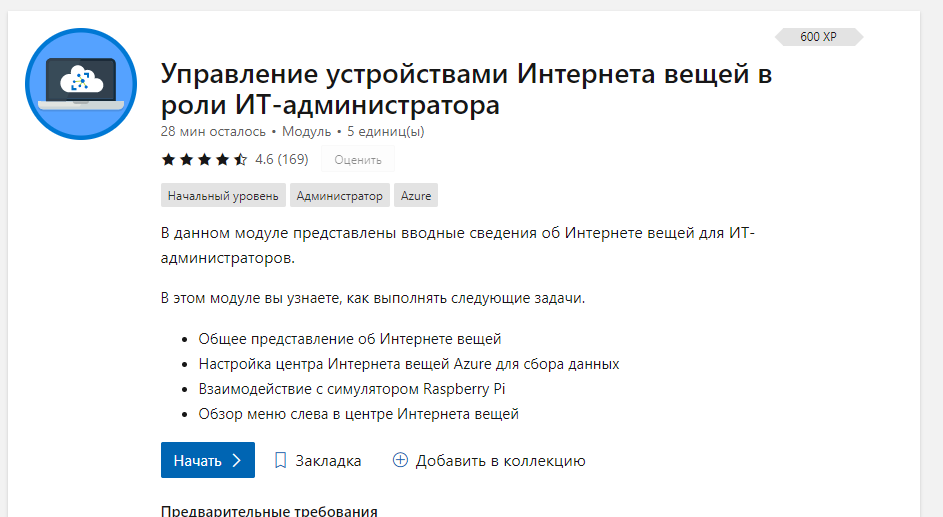 600 XP
Управление устройствами Интернета вещей в
роли ИТ-администратора
28 мин осталось • Модуль • 5 единиц(ы)
4.6 (169) Оценить
Начальный уровень Администратор Azure
В данном модуле представлены вводные сведения об Интернете вещей для ИТ-
администраторов.
В этом модуле вы узнаете, как выполнять следующие задачи.
• Общее представление об Интернете вещей
• Настройка центра Интернета вещей Azure для сбора данных
• Взаимодействие с симулятором Raspberry Pi
• Обзор меню слева в центре Интернета вещей
Начать Закладка Добавить в коллекцию
Предварительные требования